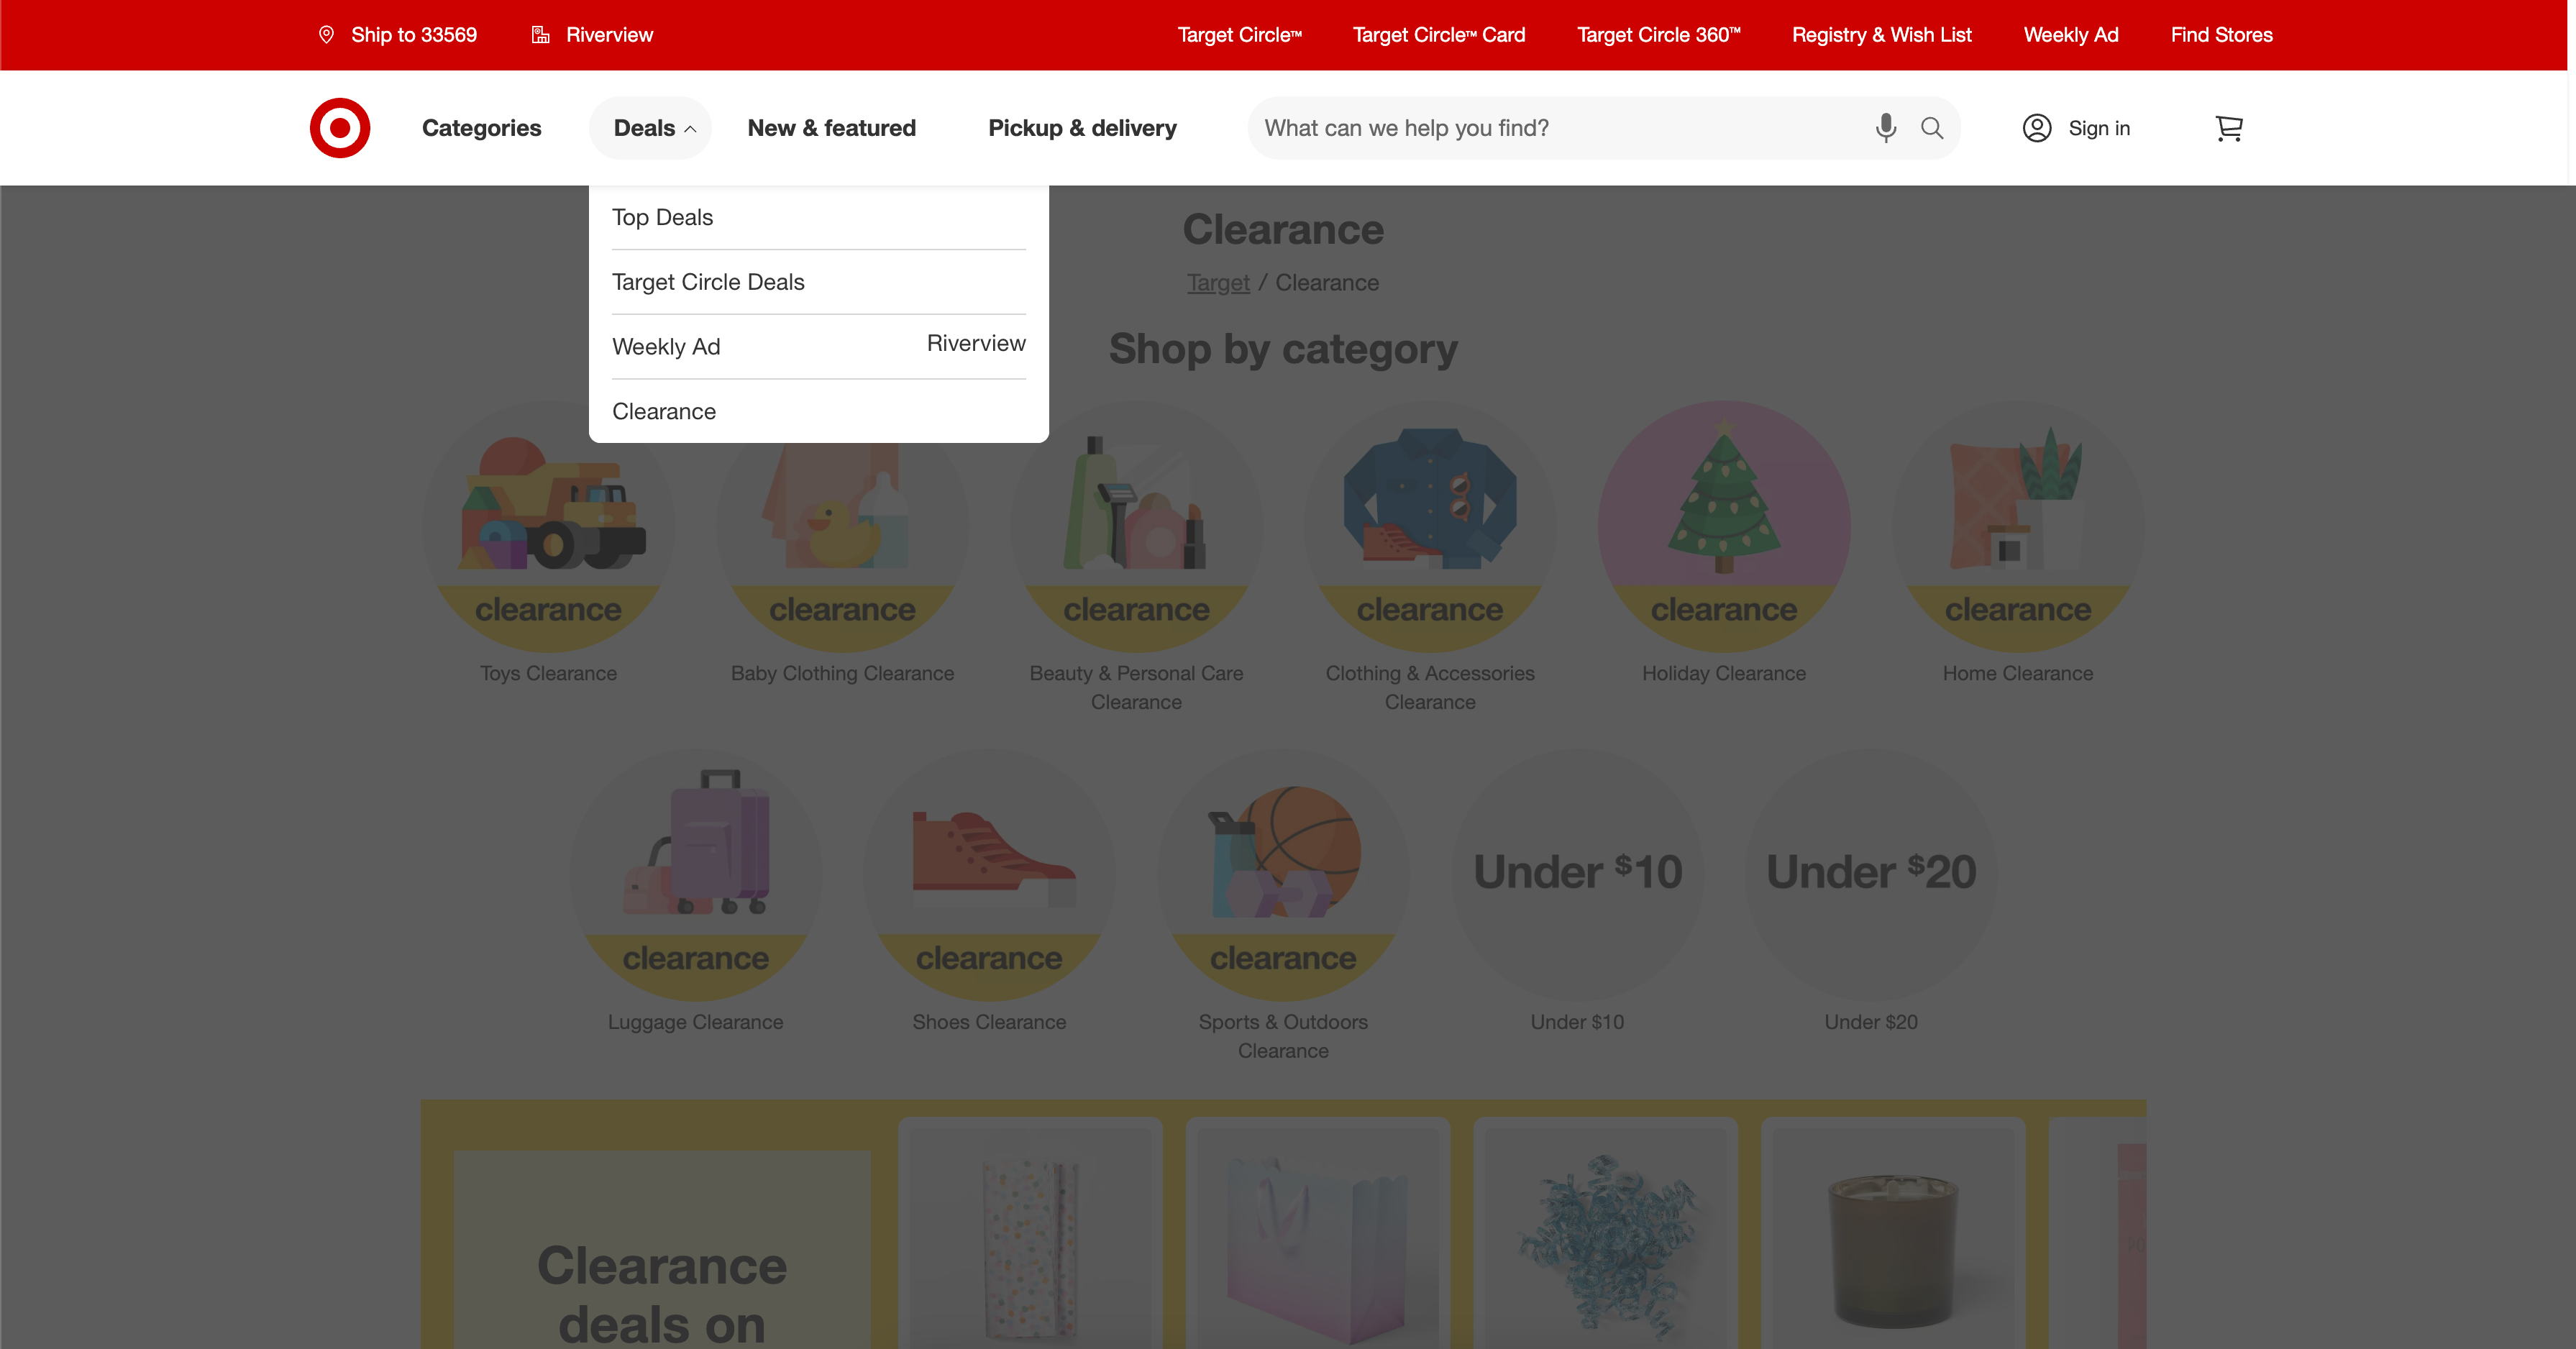 Ship to 33569
Riverview
Target Circle™
Target Circle™ Card
Target Circle 360™
Registry & Wish List
Weekly Ad
Find Stores
Categories
Deals
New & featured
Pickup & delivery
What can we help you find?
Sign in
Top Deals
Target Circle Deals
Weekly Ad
Riverview
Clearance
Clearance
Target / Clearance
Shop by category
clearance
clearance
clearance
clearance
clearance
clearance
Toys Clearance
Baby Clothing Clearance
Beauty & Personal Care
Clearance
Clothing & Accessories
Clearance
Holiday Clearance
Home Clearance
clearance
clearance
clearance
Under $10
Under $20
Luggage Clearance
Shoes Clearance
Sports & Outdoors
Clearance
Under $10
Under $20
Clearance
deals on